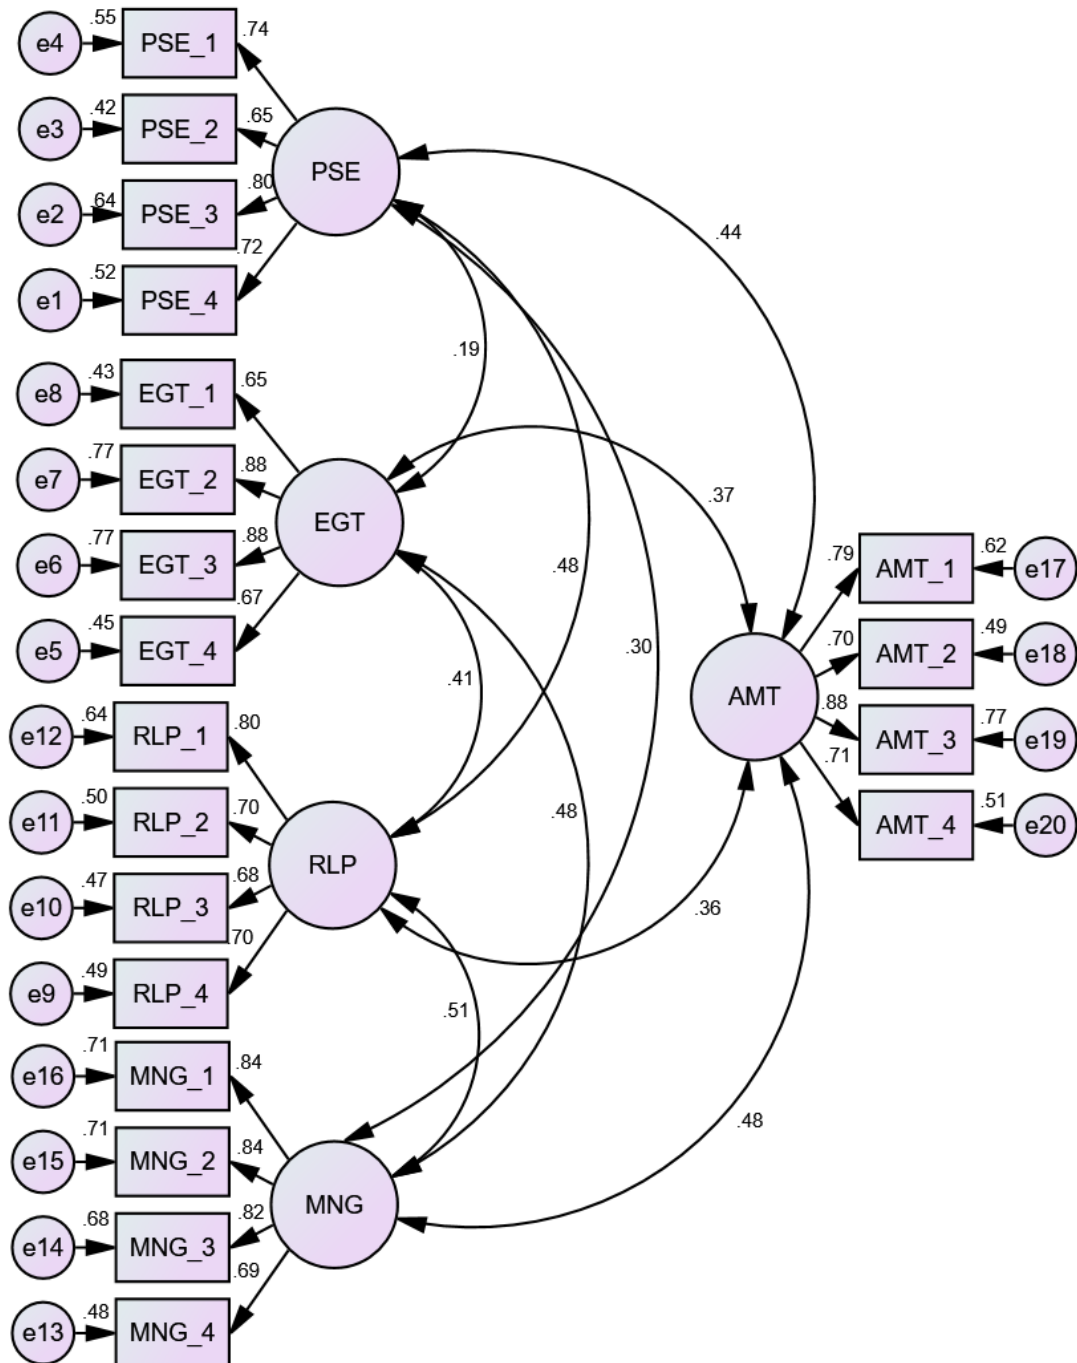 .55
.74
e4
PSE_1
.42
.65
e3
PSE_2
PSE
.80
.64
e2
PSE_3
.72
.52
e1
PSE_4
.44
.19
.43
.65
e8
EGT_1
.77
.88
e7
EGT_2
.37
EGT
.77
.88
e6
EGT_3
.48
.67
.45
e5
EGT_4
.30
.41
.79
.62
AMT_1
e17
.70
.49
AMT_2
e18
AMT
.88
.77
AMT_3
e19
.71
.51
AMT_4
e20
.64
.80
e12
RLP_1
.50
.70
e11
RLP_2
.48
RLP
.47
.68
e10
RLP_3
.36
.70
.49
e9
RLP_4
.51
.71
.84
e16
MNG_1
.48
.71
.84
e15
MNG_2
MNG
.68
.82
e14
MNG_3
.69
.48
e13
MNG_4